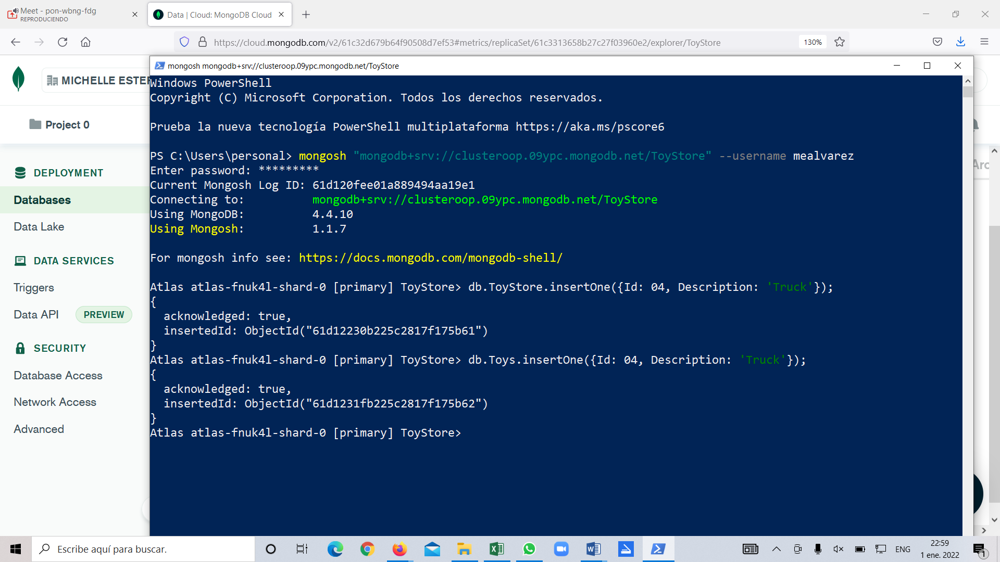 Meet - pon-wbng-fdg
REPRODUCIENDO
Data | Cloud: MongoDB Cloud
https://cloud.mongodb.com/v2/61c32d679b64f90508d7ef53#metrics/replicaSet/61c3313658b27c27f03960e2/explorer/ToyStore
130%
mongosh mongodb+srv://clusteroop.09ypc.mongodb.net/ToyStore
MICHELLE ESTE
Project 0
DEPLOYMENT
Databases
Data Lake
DATA SERVICES
Triggers
Data API PREVIEW
SECURITY
Database Access
Network Access
Advanced
Windows PowerShell
Copyright (C) Microsoft Corporation. Todos los derechos reservados.
Prueba la nueva tecnología PowerShell multiplataforma https://aka.ms/pscore6
PS C:\Users\personal> mongosh "mongodb+srv://clusteroop.09ypc.mongodb.net/ToyStore" --username mealvarez
Enter password: *********
Current Mongosh Log ID: 61d120fee01a889494aa19e1
Connecting to: mongodb+srv://clusteroop.09ypc.mongodb.net/ToyStore
Using MongoDB: 4.4.10
Using Mongosh: 1.1.7
For mongosh info see: https://docs.mongodb.com/mongodb-shell/
Atlas atlas-fnuk4l-shard-0 [primary] ToyStore> db.ToyStore.insertOne({Id: 04, Description: 'Truck'});
{
acknowledged: true,
insertedId: ObjectId("61d12230b225c2817f175b61")
}
Atlas atlas-fnuk4l-shard-0 [primary] ToyStore> db.Toys.insertOne({Id: 04, Description: 'Truck'});
{
acknowledged: true,
insertedId: ObjectId("61d1231fb225c2817f175b62")
}
Atlas atlas-fnuk4l-shard-0 [primary] ToyStore>
Arc
Escribe aquí para buscar.
ENG
22:59
1 ene. 2022
1